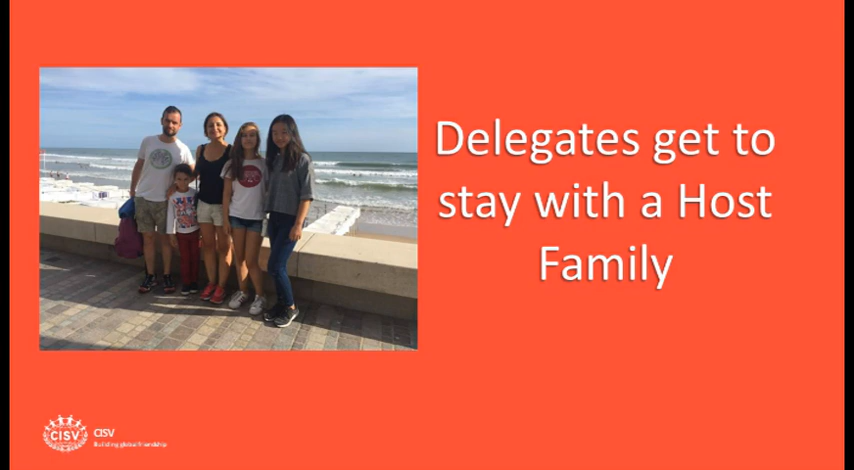 Delegates get to
stay with a Host
Family
CISV
CISV
Building global friendship